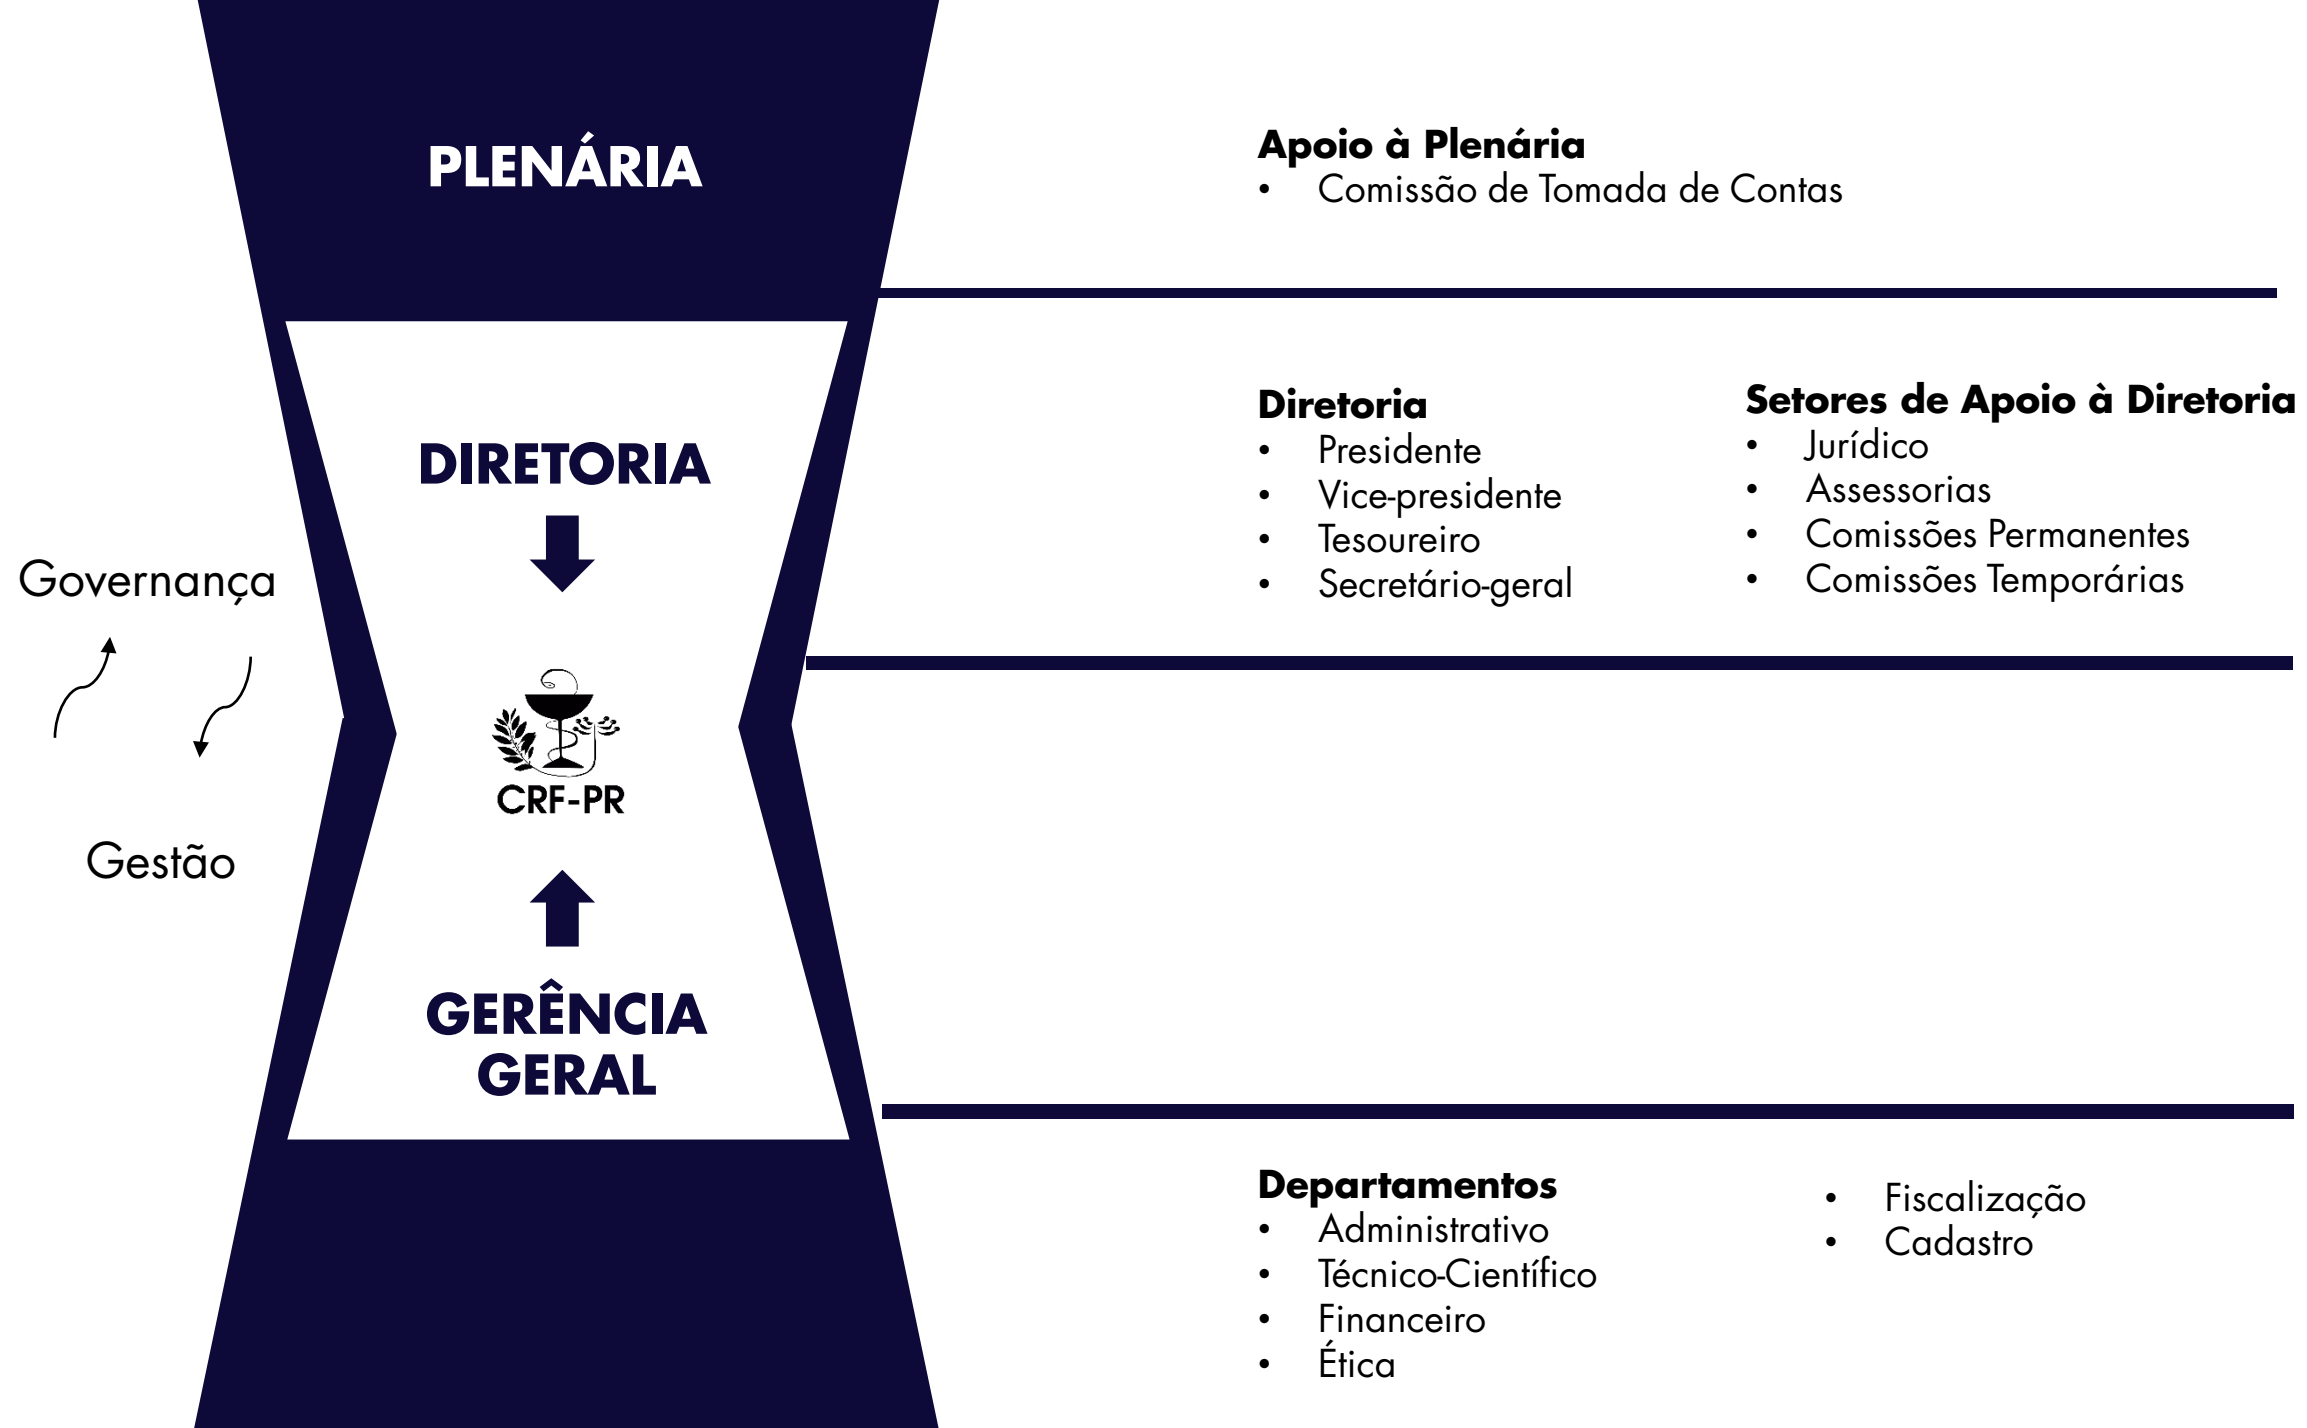 PLENÁRIA
Apoio à Plenária
• Comissão de Tomada de Contas
DIRETORIA
Diretoria
• Presidente
• Vice-presidente
• Tesoureiro
• Secretário-geral
Setores de Apoio à Diretoria
• Jurídico
• Assessorias
• Comissões Permanentes
• Comissões Temporárias
Governança
Gestão
CRF-PR
GERÊNCIA
GERAL
Departamentos
• Administrativo
• Técnico-Científico
• Financeiro
• Ética
• Fiscalização
• Cadastro